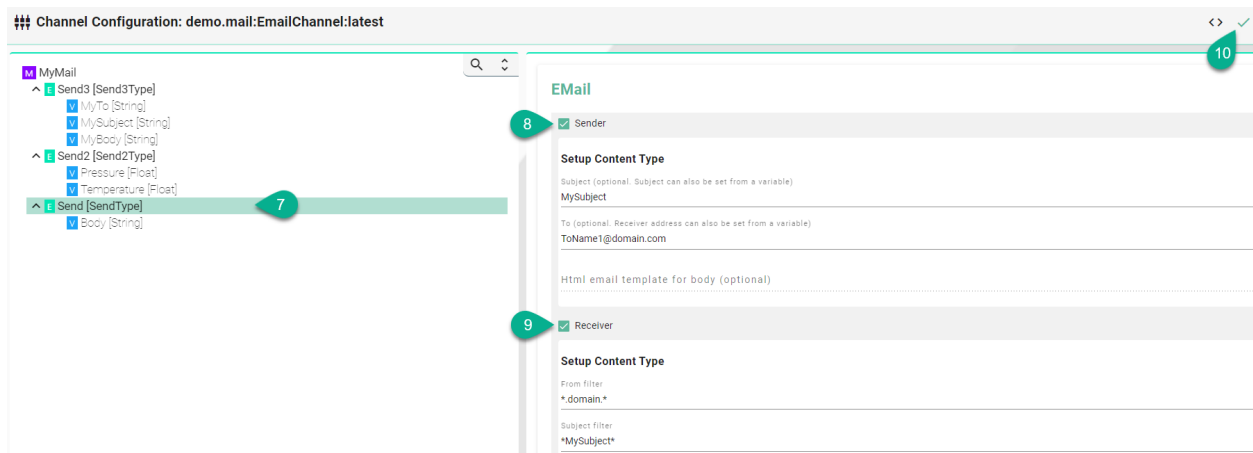 Channel Configuration: demo.mail:EmailChannel:latest
10
M MyMail
E Send3 [Send3Type]
V MyTo [String]
V MySubject [String]
V MyBody [String]
E Send2 [Send2Type]
V Pressure [Float]
V Temperature [Float]
E Send [SendType]
7
V Body [String]
EMail
8
Sender
Setup Content Type
Subject (optional. Subject can also be set from a variable)
MySubject
To (optional. Receiver address can also be set from a variable)
ToName1@domain.com
Html email template for body (optional)
9
Receiver
Setup Content Type
From filter
*.domain.*
Subject filter
*MySubject*